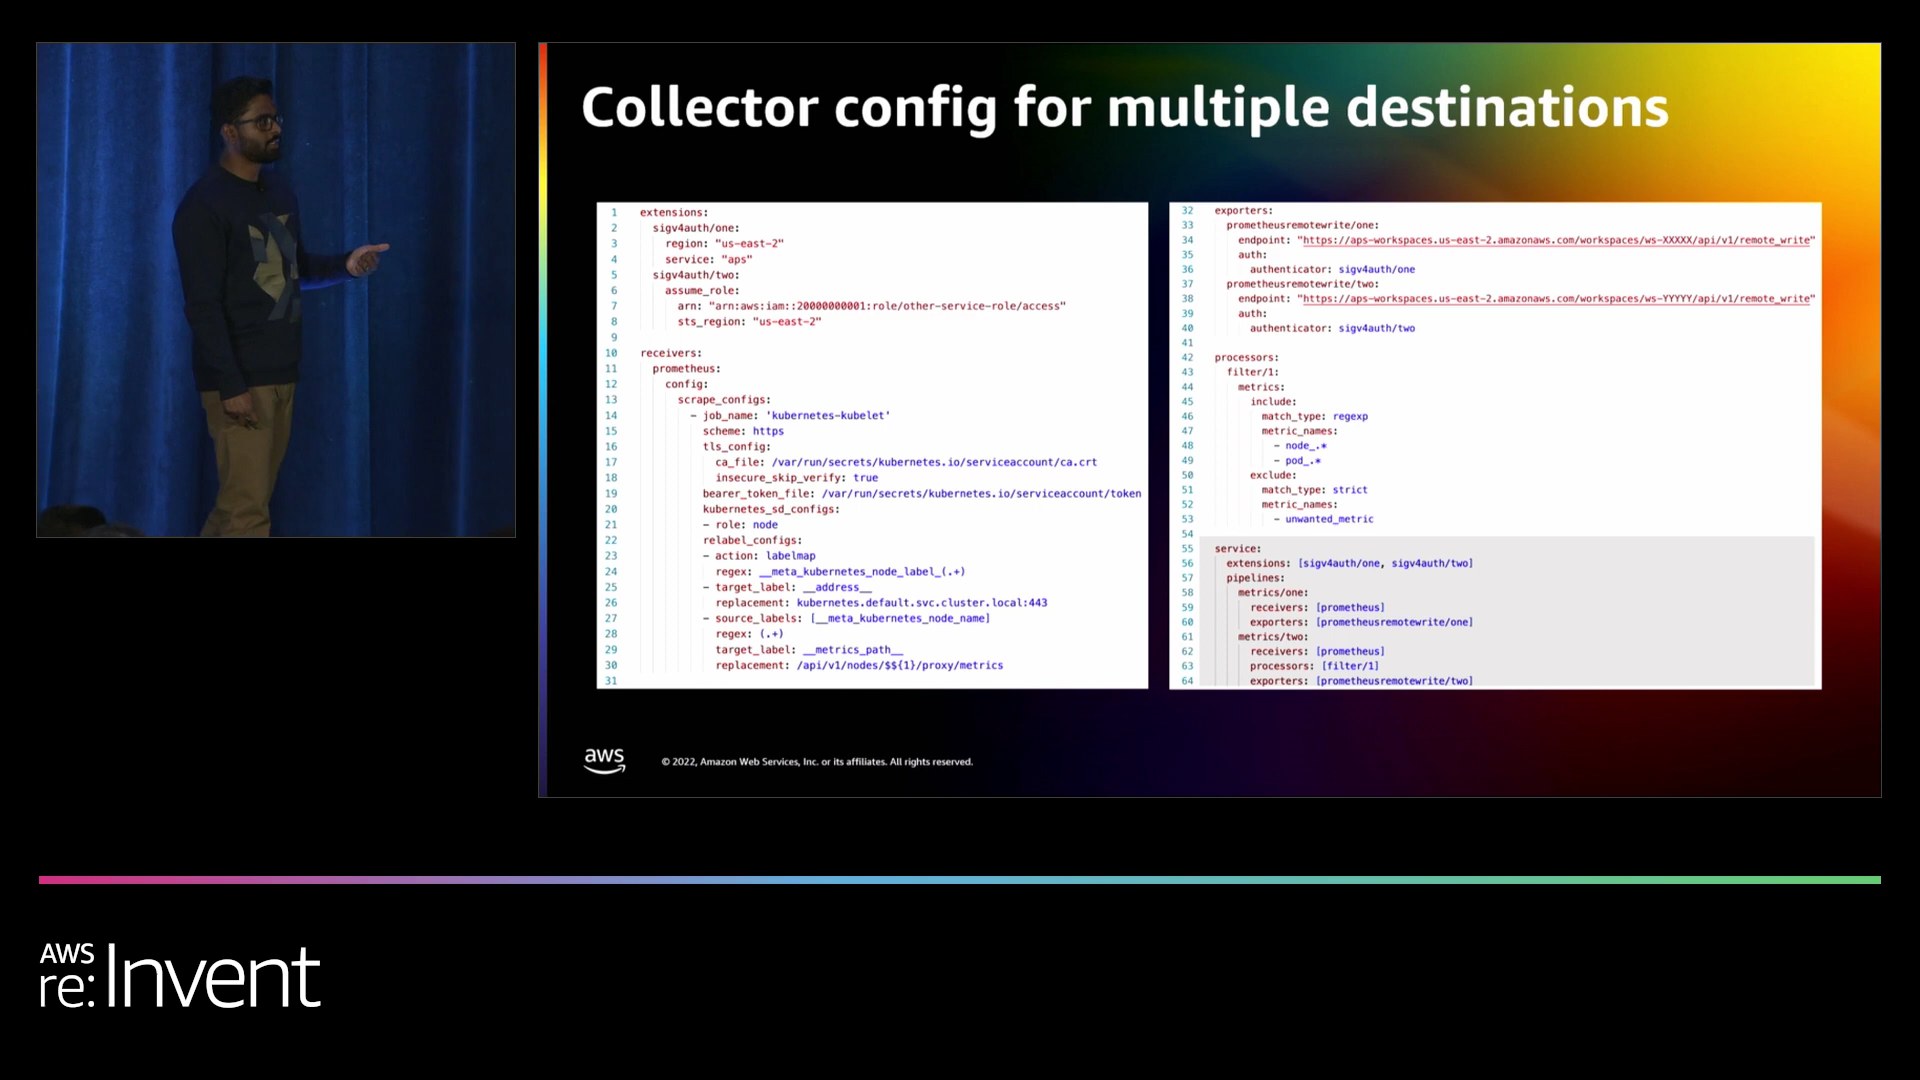 Collector config for multiple destinations
1 extensions:
2 sigv4auth/one:
3 region: "us-east-2"
4 service: "aps"
5 sigv4auth/two:
6 assume_role:
7 arn: "arn:aws:iam::20000000001:role/other-service-role/access"
8 sts_region: "us-east-2"
9
10 receivers:
11 prometheus:
12 config:
13 scrape_configs:
14 - job_name: 'kubernetes-kubelet'
15 scheme: https
16 tls_config:
17 ca_file: /var/run/secrets/kubernetes.io/serviceaccount/ca.crt
18 insecure_skip_verify: true
19 bearer_token_file: /var/run/secrets/kubernetes.io/serviceaccount/token
20 kubernetes_sd_configs:
21 - role: node
22 relabel_configs:
23 - action: labelmap
24 regex: __meta_kubernetes_node_label_(.+)
25 - target_label: __address__
26 replacement: kubernetes.default.svc.cluster.local:443
27 - source_labels: [__meta_kubernetes_node_name]
28 regex: (.+)
29 target_label: __metrics_path__
30 replacement: /api/v1/nodes/$${1}/proxy/metrics
31
32 exporters:
33 prometheusremotewrite/one:
34 endpoint: "https://aps-workspaces.us-east-2.amazonaws.com/workspaces/ws-XXXXX/api/v1/remote_write"
35 auth:
36 authenticator: sigv4auth/one
37 prometheusremotewrite/two:
38 endpoint: "https://aps-workspaces.us-east-2.amazonaws.com/workspaces/ws-YYYYY/api/v1/remote_write"
39 auth:
40 authenticator: sigv4auth/two
41
42 processors:
43 filter/1:
44 metrics:
45 include:
46 match_type: regexp
47 metric_names:
48 - node_.*
49 - pod_.*
50 exclude:
51 match_type: strict
52 metric_names:
53 - unwanted_metric
54
55 service:
56 extensions: [sigv4auth/one, sigv4auth/two]
57 pipelines:
58 metrics/one:
59 receivers: [prometheus]
60 exporters: [prometheusremotewrite/one]
61 metrics/two:
62 receivers: [prometheus]
63 processors: [filter/1]
64 exporters: [prometheusremotewrite/two]
aws
© 2022, Amazon Web Services, Inc. or its affiliates. All rights reserved.
AWS
re:Invent